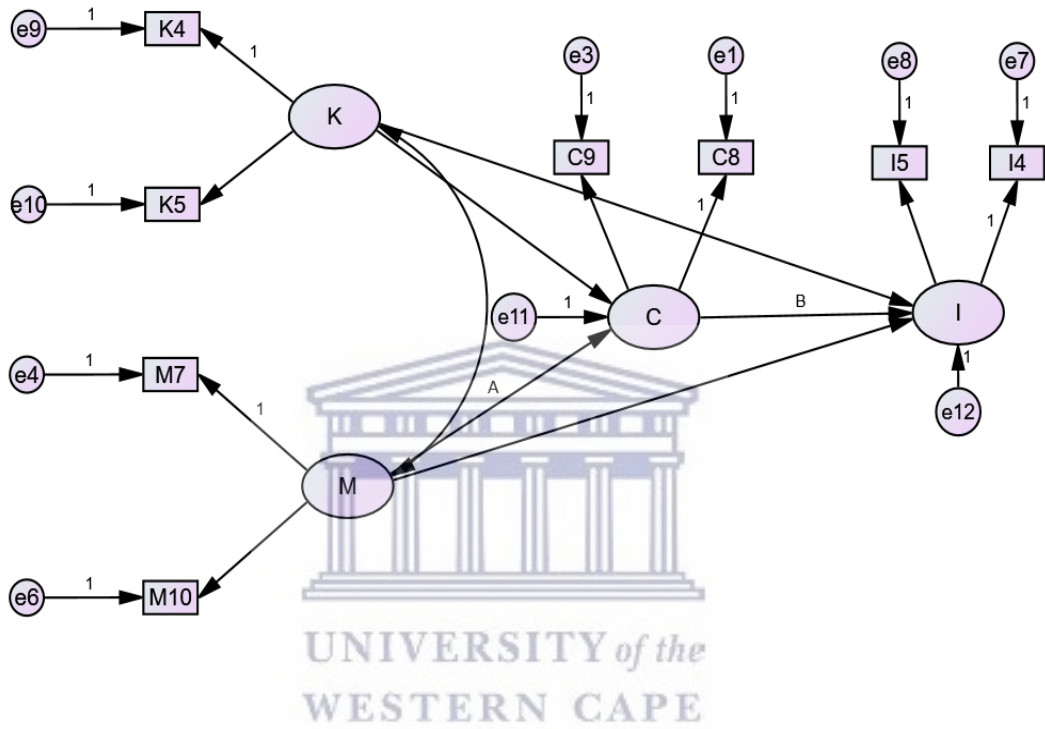 e9
1
K4
1
K
e10
1
K5
e3
1
C9
e1
1
C8
1
e8
1
I5
e7
1
I4
1
e11
1
C
B
I
1
e12
A
e4
1
M7
1
M
e6
1
M10
UNIVERSITY of the
WESTERN CAPE